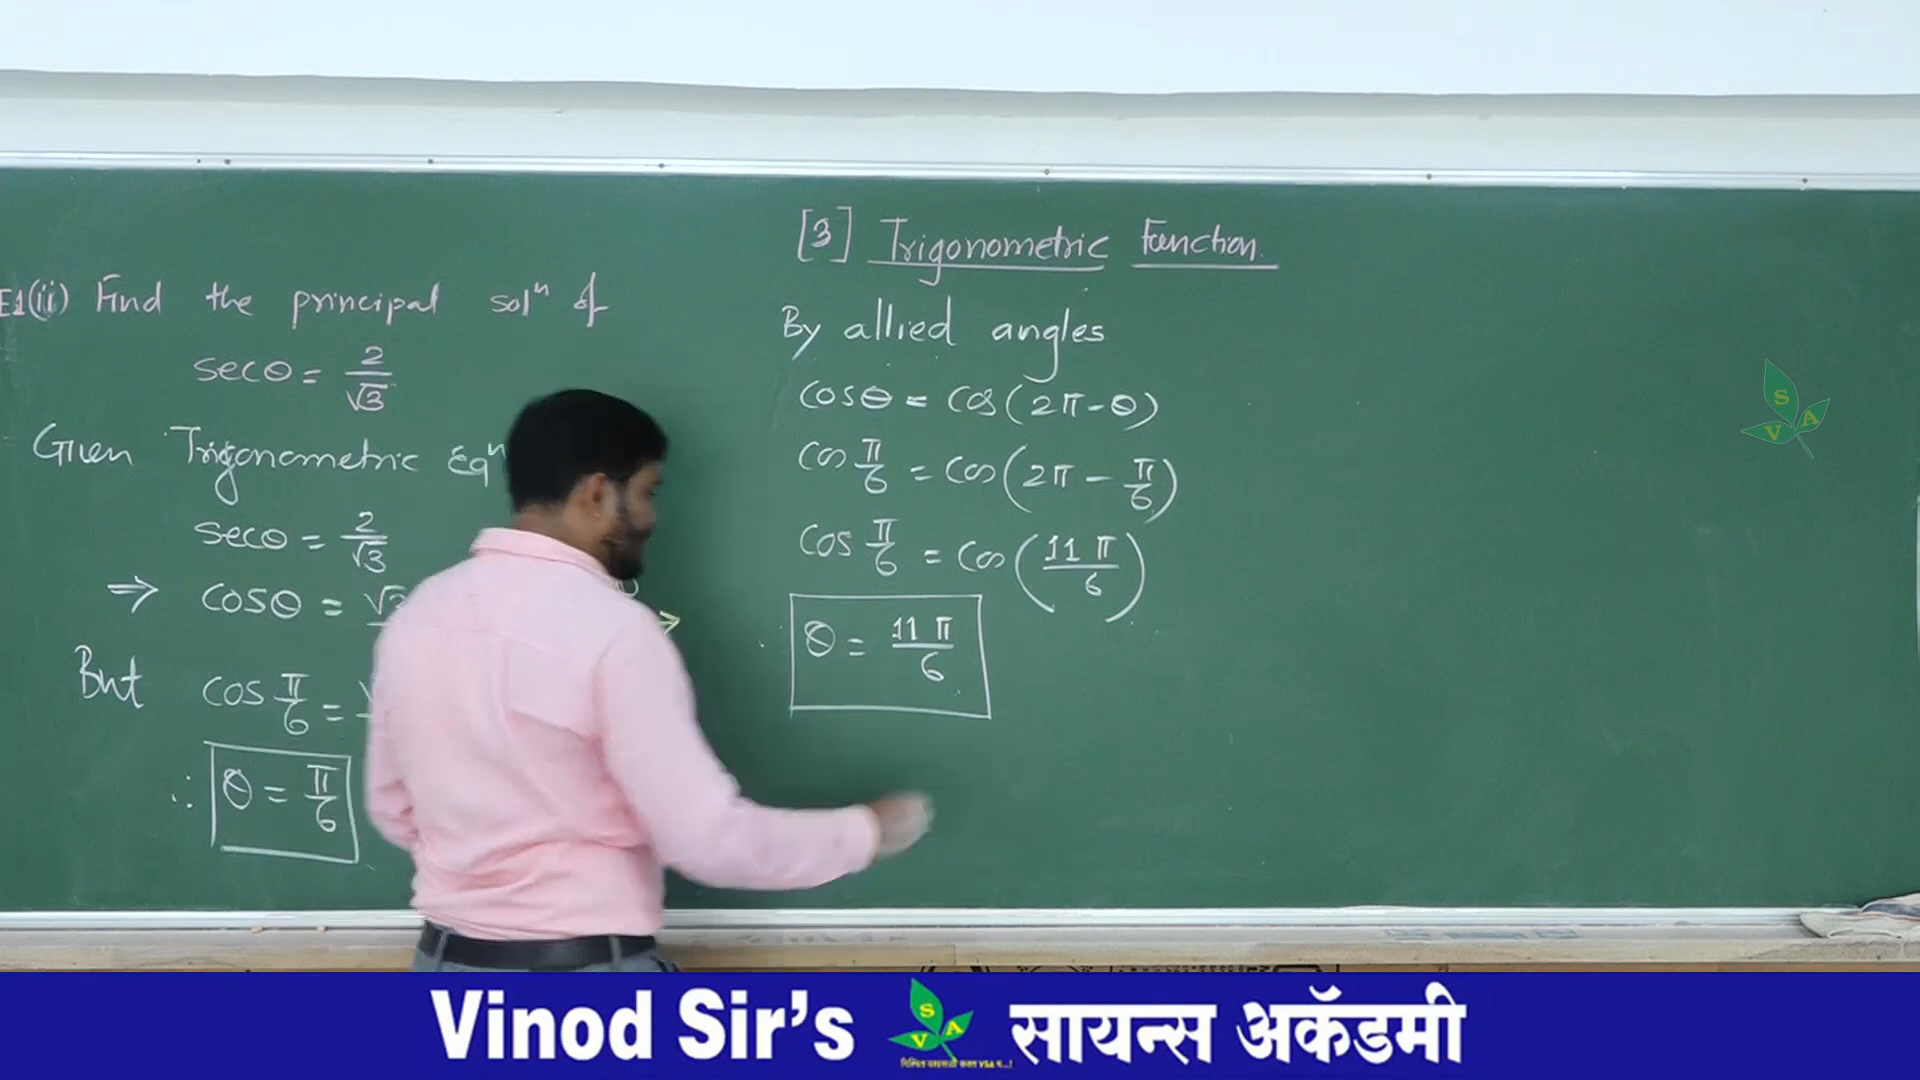 [3] Trigonometric Function.
E1(ii) Find the principal solⁿ of
secθ = 2/√3
Given Trigonometric Eqⁿ
secθ = 2/√3
⇒ cosθ =
But cos π/6 =
∴ θ = π/6
By allied angles
cosθ = cos(2π - θ)
cos π/6 = cos(2π - π/6)
cos π/6 = cos(11π/6)
θ = 11π/6
S
V A
Vinod Sir's
S
V A
सायन्स अकॅडमी